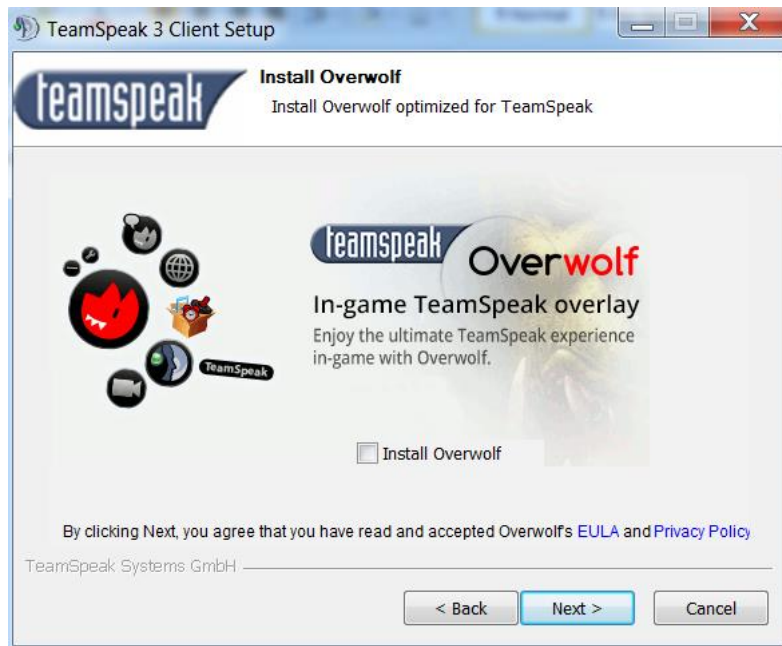 TeamSpeak 3 Client Setup
teamspeak
Install Overwolf
Install Overwolf optimized for TeamSpeak
teamspeak
Overwolf
In-game TeamSpeak overlay
Enjoy the ultimate TeamSpeak experience
in-game with Overwolf.
TeamSpeak
Install Overwolf
By clicking Next, you agree that you have read and accepted Overwolf's EULA and Privacy Policy
TeamSpeak Systems GmbH
< Back
Next >
Cancel